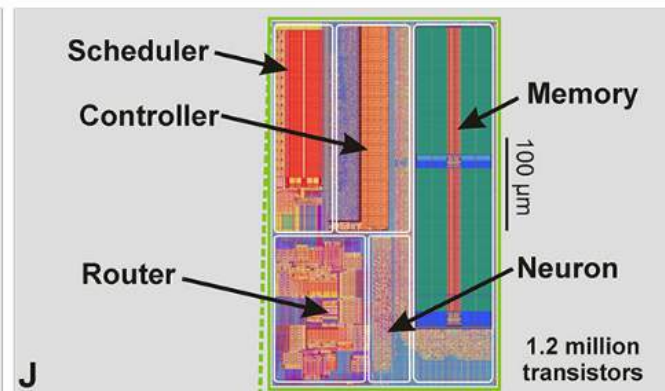 Scheduler
Controller
Memory
100 µm
Router
Neuron
1.2 million
transistors
J